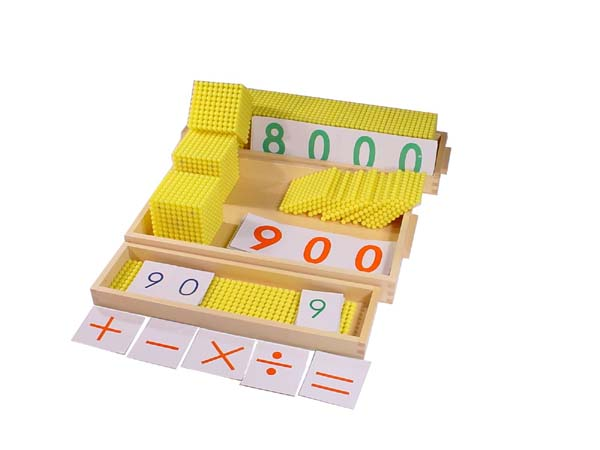 8000
900
90 9
+ − × ÷ =